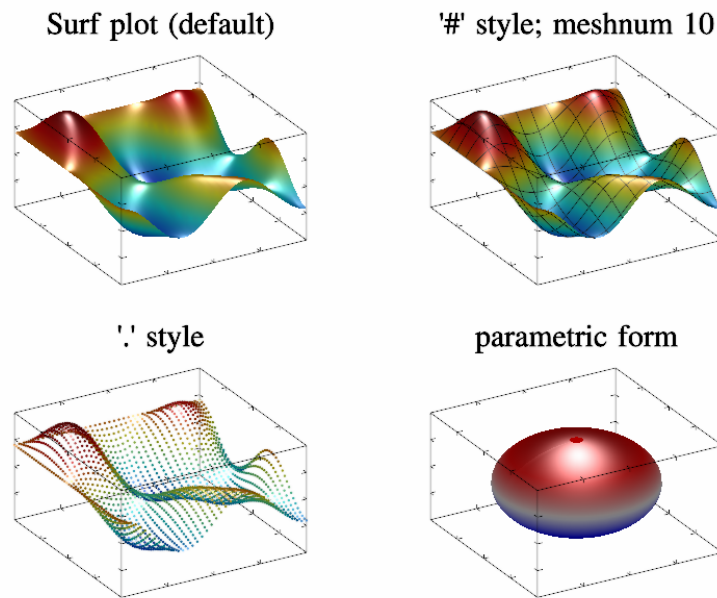 Surf plot (default)
'#' style; meshnum 10
'.' style
parametric form